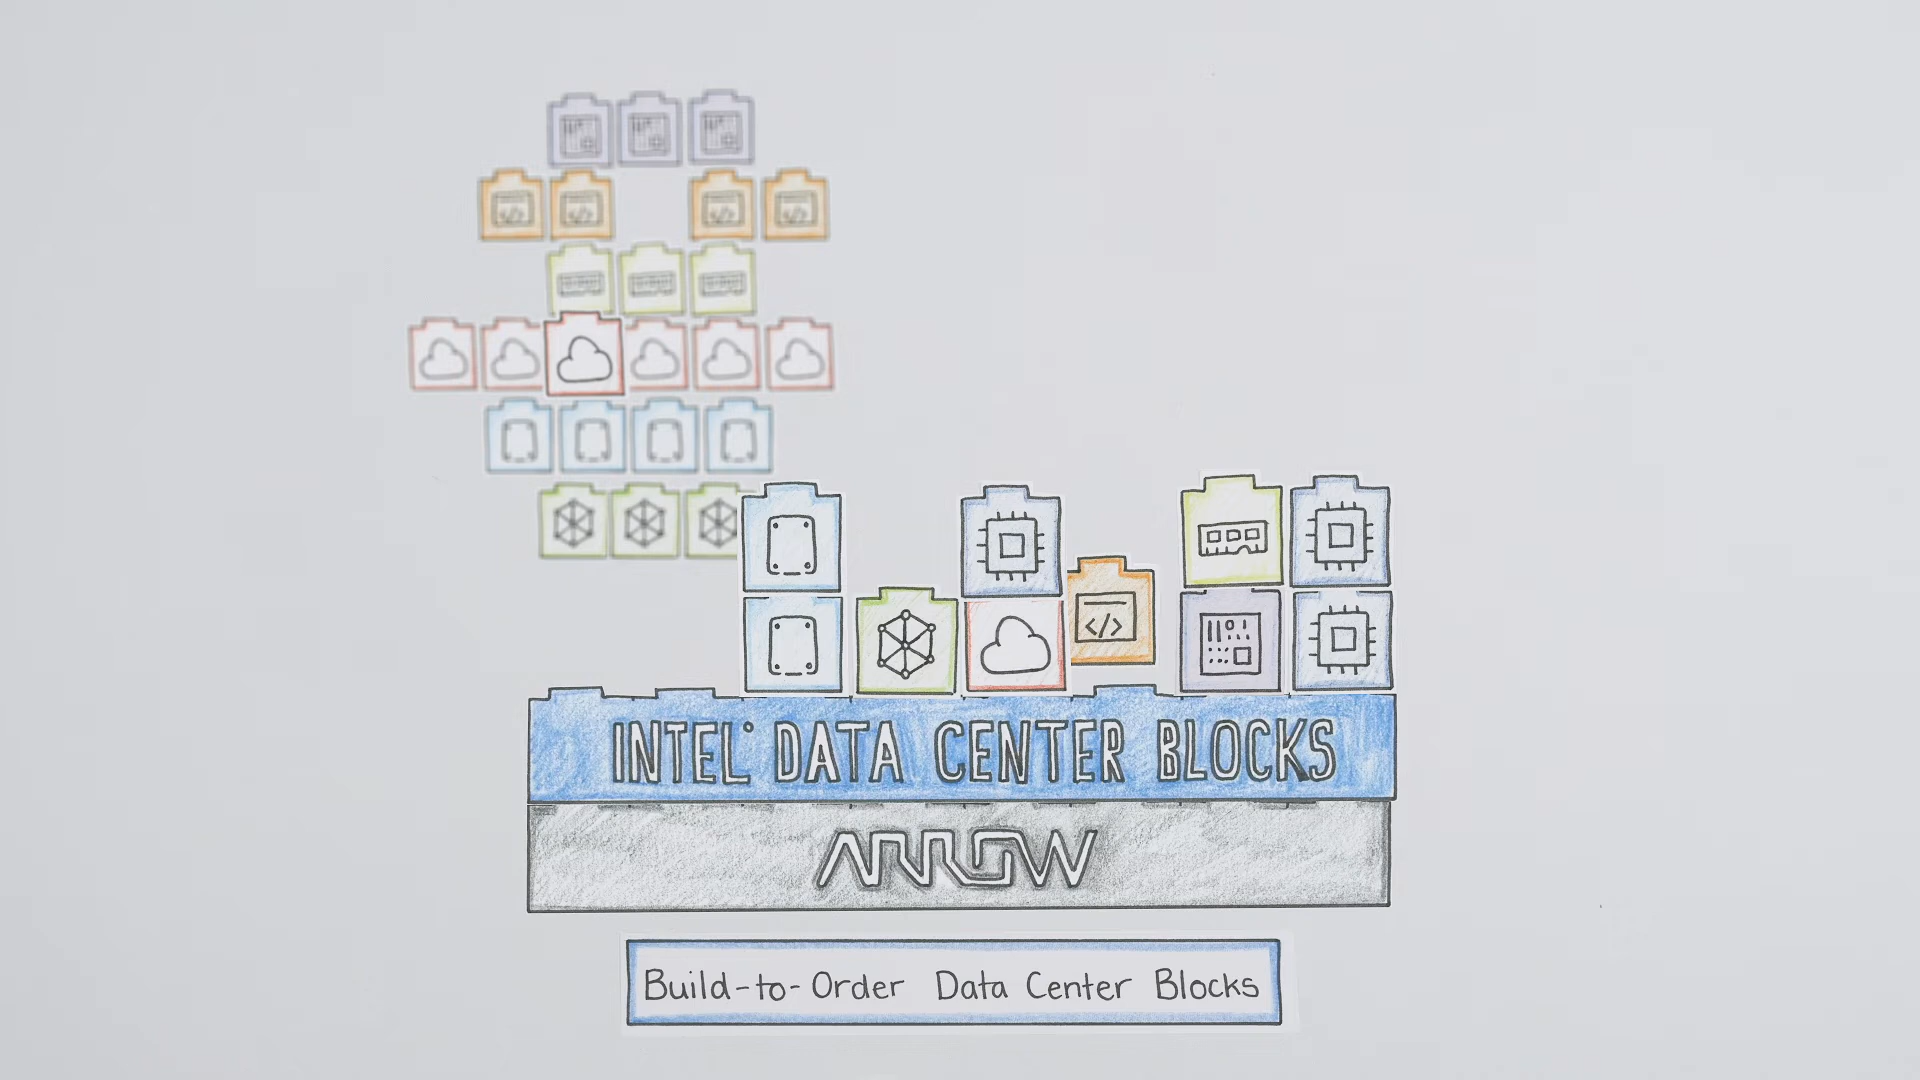 </>
INTEL® DATA CENTER BLOCKS
ARROW
Build-to-Order Data Center Blocks